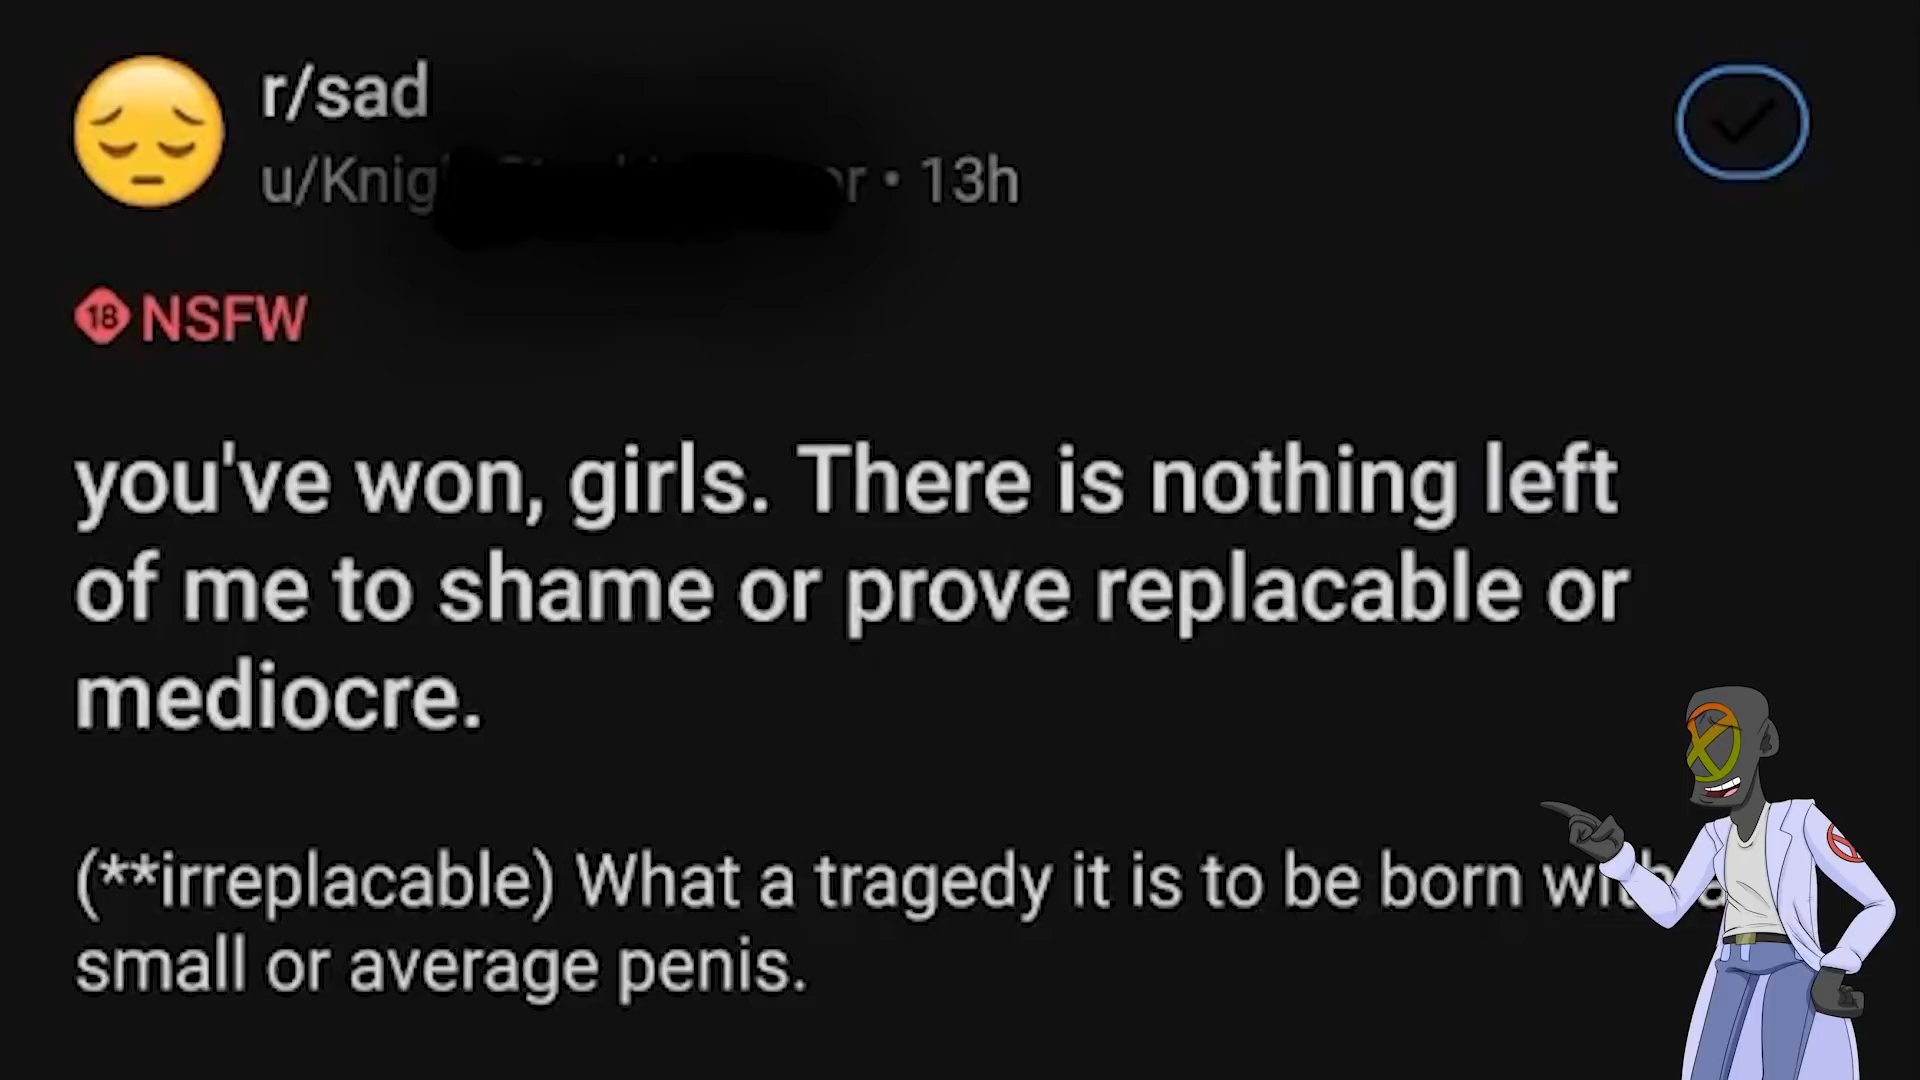 r/sad
u/Knig r • 13h
18 NSFW
you've won, girls. There is nothing left
of me to shame or prove replacable or
mediocre.
(**irreplacable) What a tragedy it is to be born with a
small or average penis.